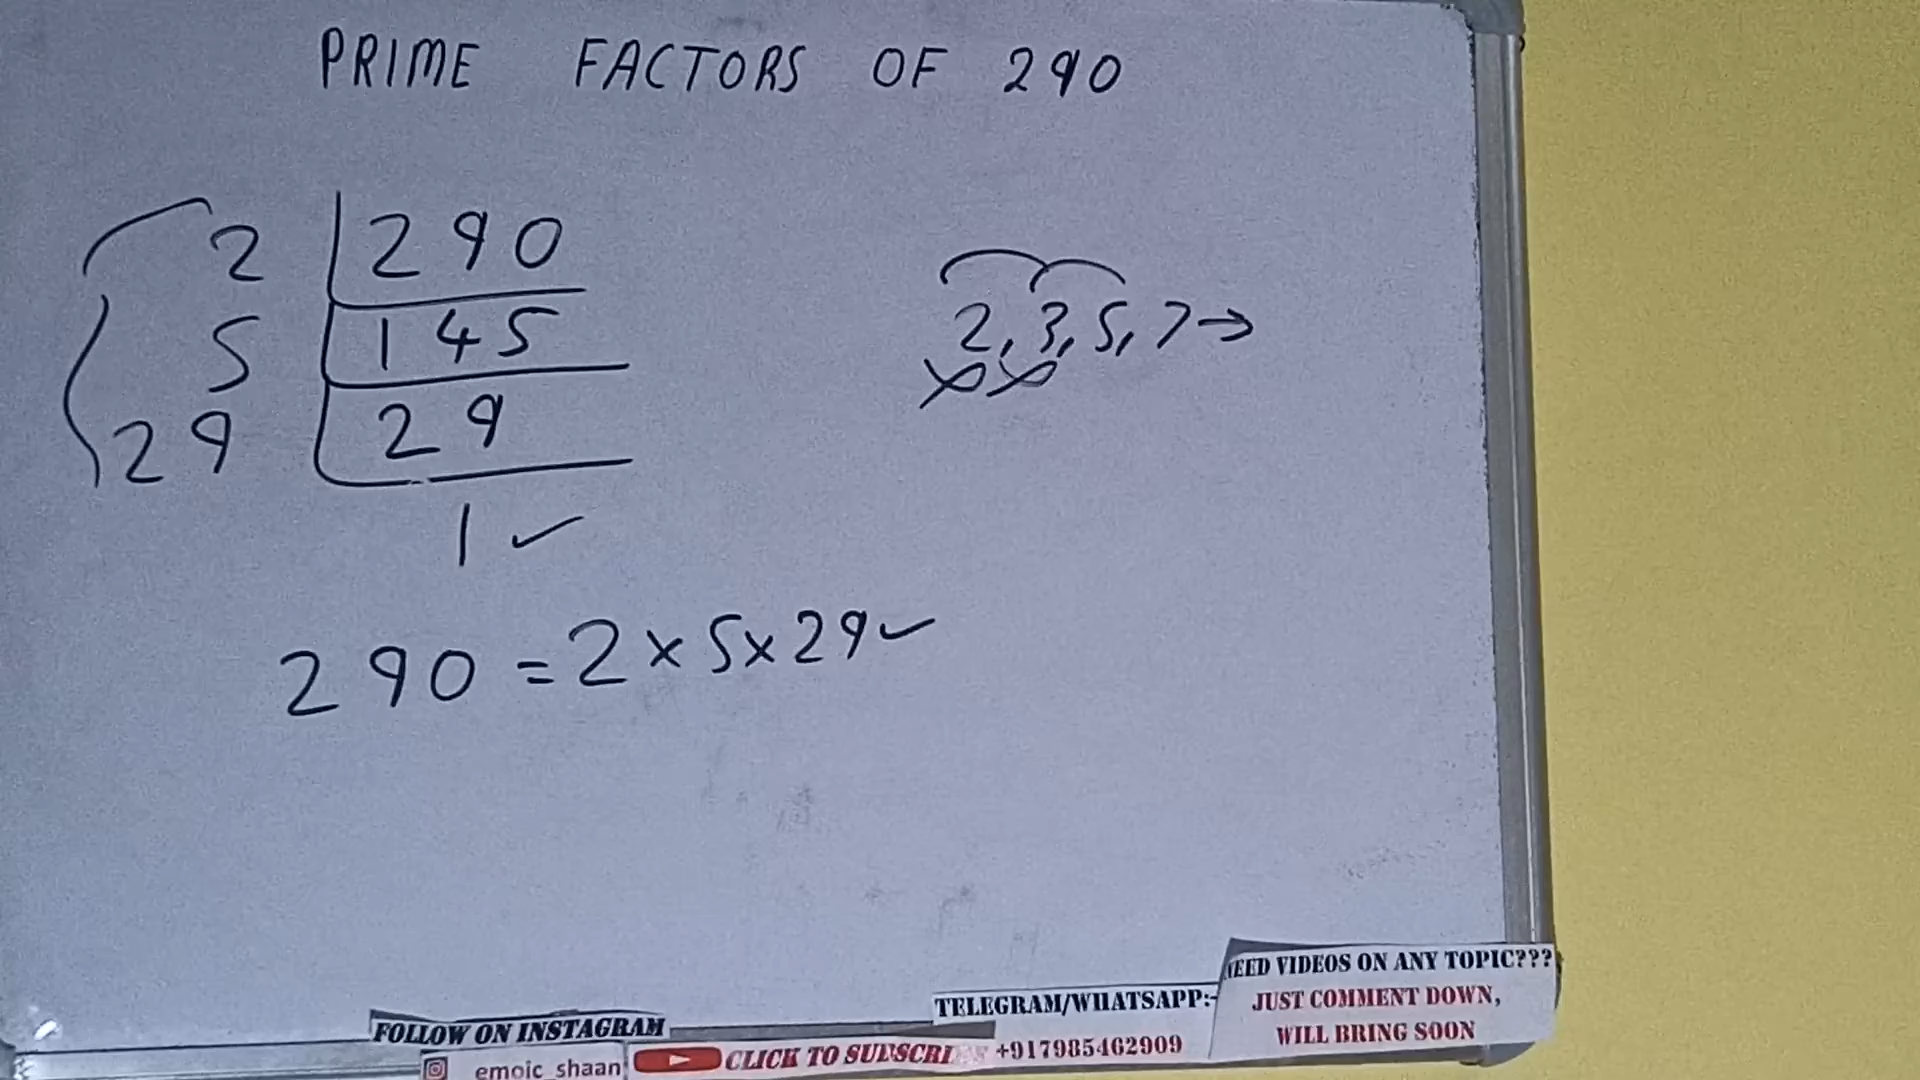 PRIME FACTORS OF 290
2 | 290
5 | 145
29 | 29
1 ✓
2, 3, 5, 7 →
290 = 2 x 5 x 29 ✓
FOLLOW ON INSTAGRAM
emoic_shaan
CLICK TO
TELEGRAM/WHATSAPP:-
+917985462909
EED VIDEOS ON ANY TOPIC???
JUST COMMENT DOWN,
WILL BRING SOON